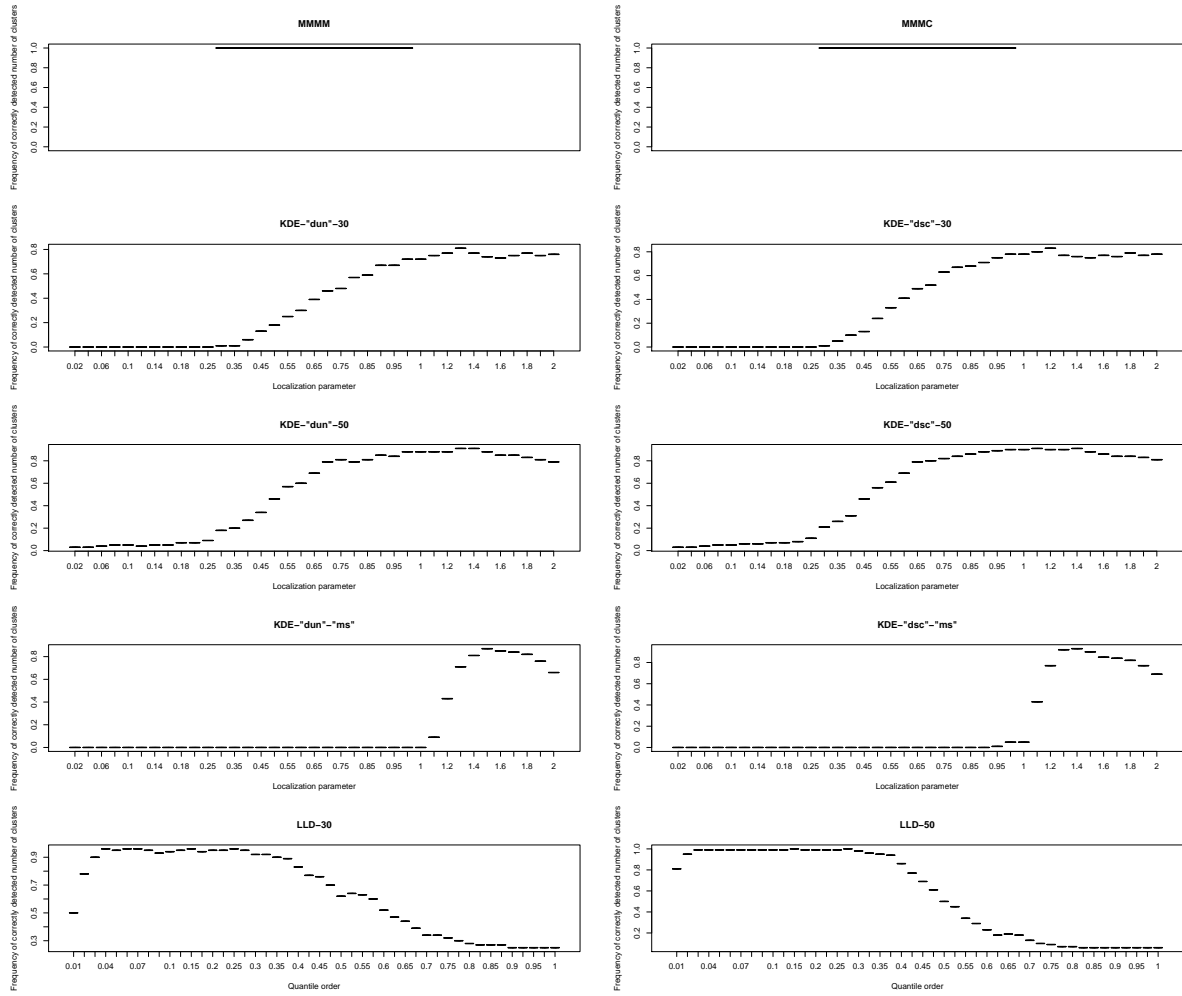 MMMM
Frequency of correctly detected number of clusters
0.0 0.2 0.4 0.6 0.8 1.0
MMMC
Frequency of correctly detected number of clusters
0.0 0.2 0.4 0.6 0.8 1.0
KDE−"dun"−30
Frequency of correctly detected number of clusters
0.0 0.2 0.4 0.6 0.8
0.02 0.06 0.1 0.14 0.18 0.25 0.35 0.45 0.55 0.65 0.75 0.85 0.95 1 1.2 1.4 1.6 1.8 2
Localization parameter
KDE−"dsc"−30
Frequency of correctly detected number of clusters
0.0 0.2 0.4 0.6 0.8
0.02 0.06 0.1 0.14 0.18 0.25 0.35 0.45 0.55 0.65 0.75 0.85 0.95 1 1.2 1.4 1.6 1.8 2
Localization parameter
KDE−"dun"−50
Frequency of correctly detected number of clusters
0.0 0.2 0.4 0.6 0.8
0.02 0.06 0.1 0.14 0.18 0.25 0.35 0.45 0.55 0.65 0.75 0.85 0.95 1 1.2 1.4 1.6 1.8 2
Localization parameter
KDE−"dsc"−50
Frequency of correctly detected number of clusters
0.0 0.2 0.4 0.6 0.8
0.02 0.06 0.1 0.14 0.18 0.25 0.35 0.45 0.55 0.65 0.75 0.85 0.95 1 1.2 1.4 1.6 1.8 2
Localization parameter
KDE−"dun"−"ms"
Frequency of correctly detected number of clusters
0.0 0.2 0.4 0.6 0.8
0.02 0.06 0.1 0.14 0.18 0.25 0.35 0.45 0.55 0.65 0.75 0.85 0.95 1 1.2 1.4 1.6 1.8 2
Localization parameter
KDE−"dsc"−"ms"
Frequency of correctly detected number of clusters
0.0 0.2 0.4 0.6 0.8
0.02 0.06 0.1 0.14 0.18 0.25 0.35 0.45 0.55 0.65 0.75 0.85 0.95 1 1.2 1.4 1.6 1.8 2
Localization parameter
LLD−30
Frequency of correctly detected number of clusters
0.3 0.5 0.7 0.9
0.01 0.04 0.07 0.1 0.15 0.2 0.25 0.3 0.35 0.4 0.45 0.5 0.55 0.6 0.65 0.7 0.75 0.8 0.85 0.9 0.95 1
Quantile order
LLD−50
Frequency of correctly detected number of clusters
0.2 0.4 0.6 0.8 1.0
0.01 0.04 0.07 0.1 0.15 0.2 0.25 0.3 0.35 0.4 0.45 0.5 0.55 0.6 0.65 0.7 0.75 0.8 0.85 0.9 0.95 1
Quantile order